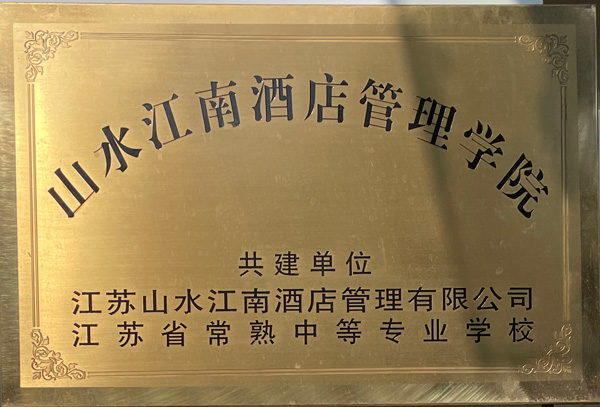 山水江南酒店管理学院
共建单位
江苏山水江南酒店管理有限公司
江苏省常熟中等专业学校